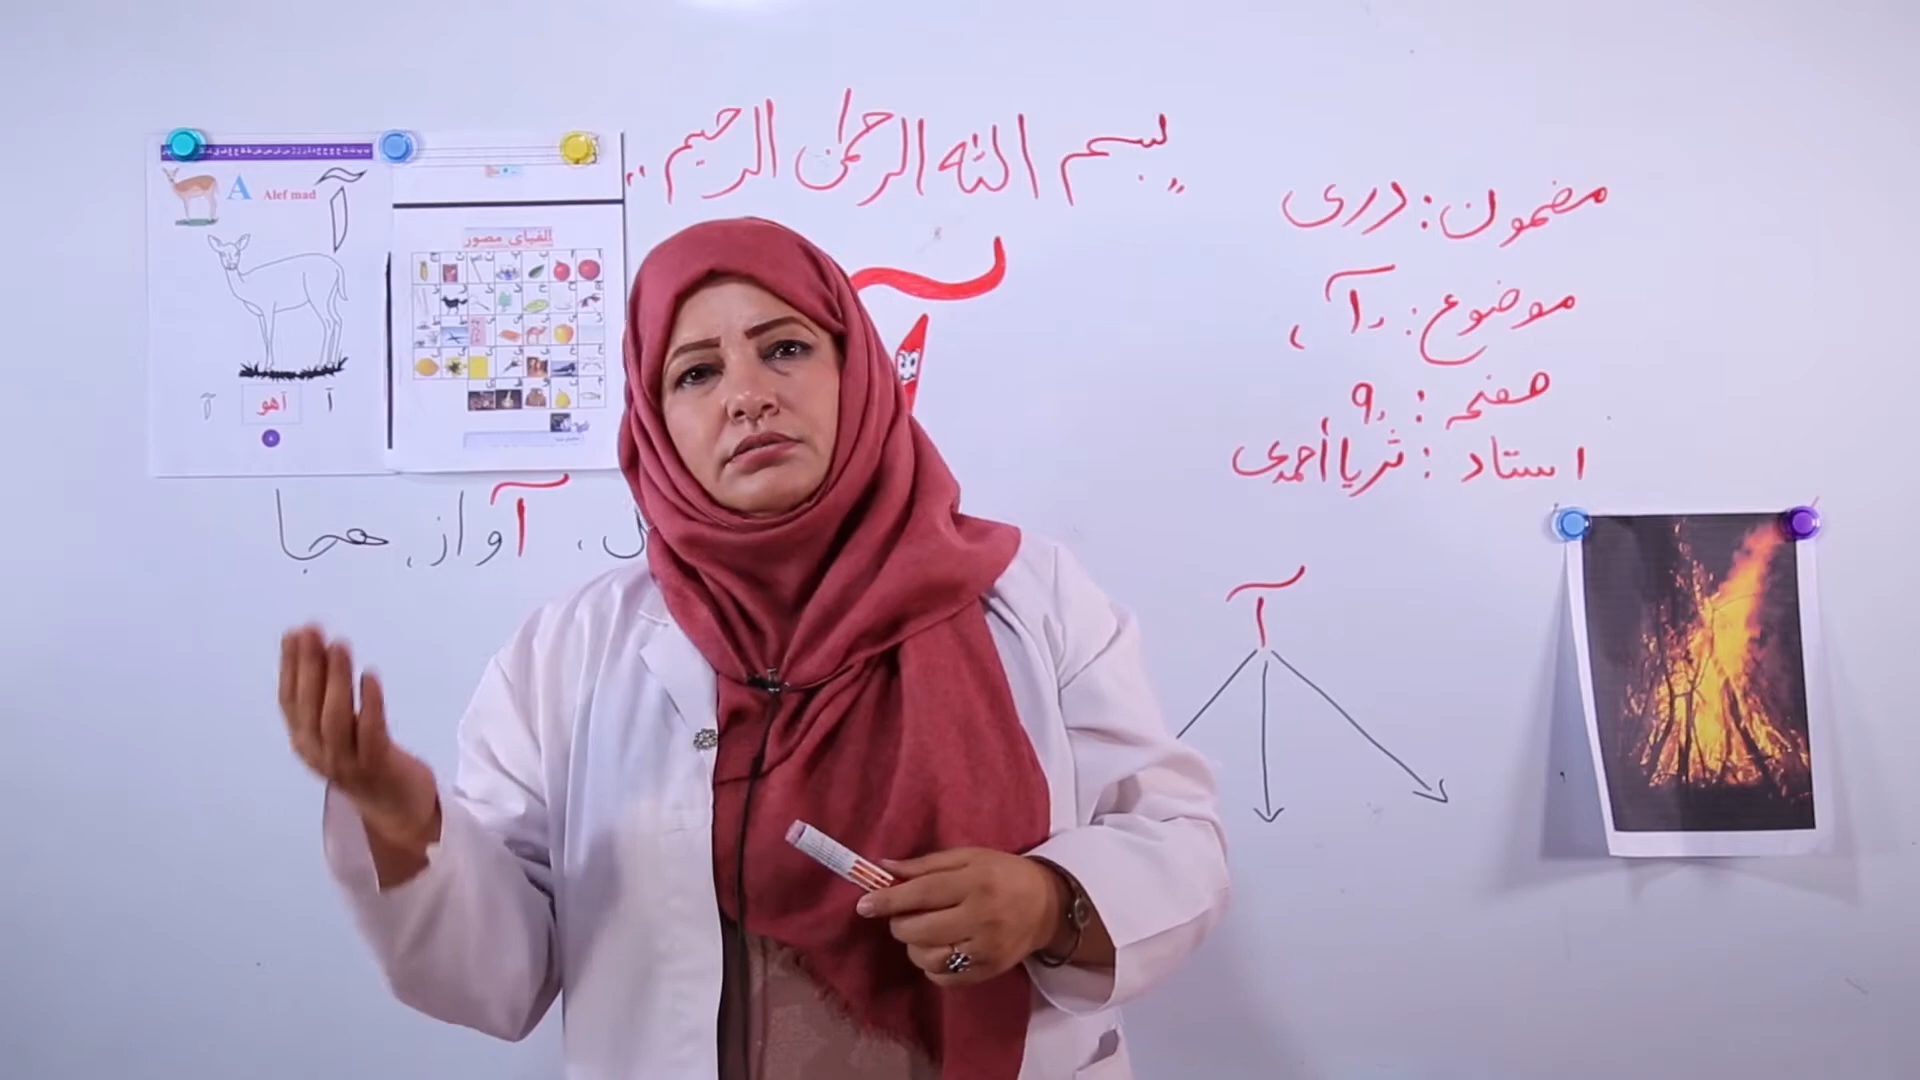 بسم الله الرحمن الرحیم
مضمون: دری
موضوع: «آ»
صفحه: «۹»
استاد: ثریا احمدی
آ
A Alef mad
آ
آهو
آ
آ
الفبای مصور
آواز، هجا
آ